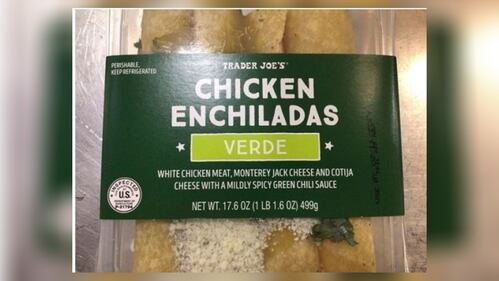 PERISHABLE,
KEEP REFRIGERATED
TRADER JOE'S
CHICKEN
ENCHILADAS
VERDE
WHITE CHICKEN MEAT, MONTEREY JACK CHEESE AND COTIJA
CHEESE WITH A MILDLY SPICY GREEN CHILI SAUCE
NET WT. 17.6 OZ (1 LB 1.6 OZ) 499g
INSPECTED
U.S.
P-21794